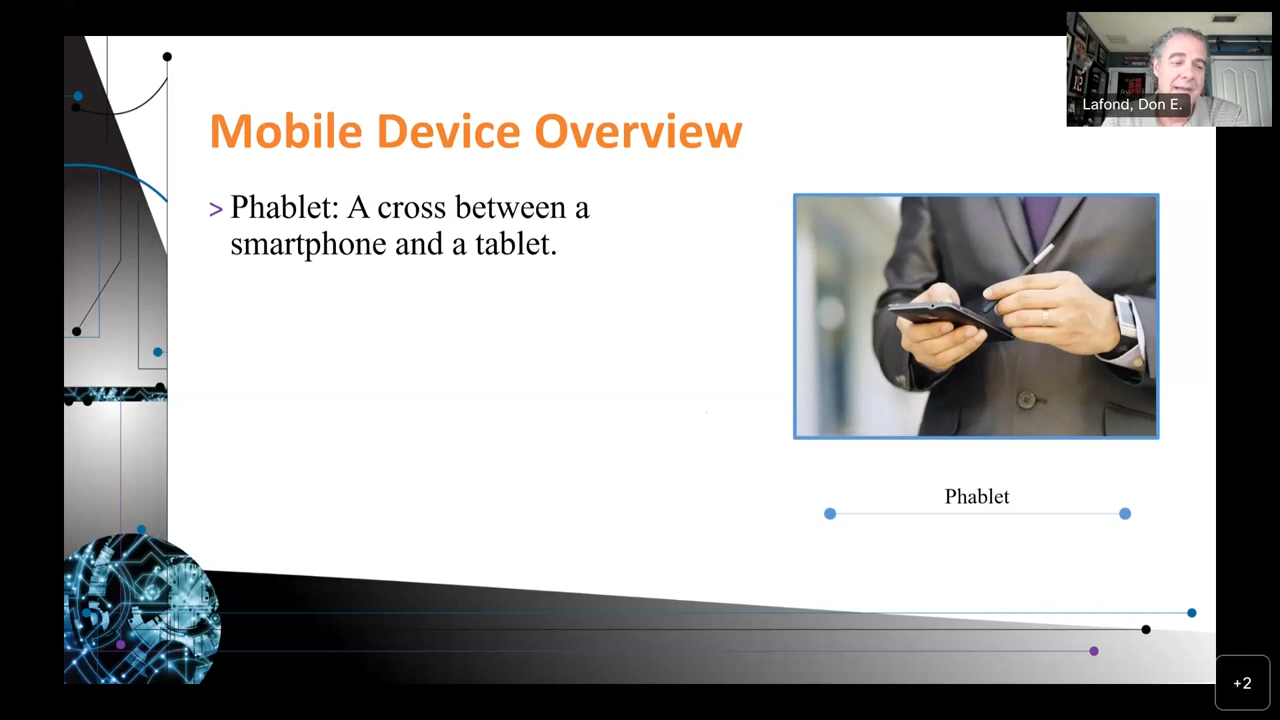 Lafond, Don E.
Mobile Device Overview
> Phablet: A cross between a
smartphone and a tablet.
Phablet
+2